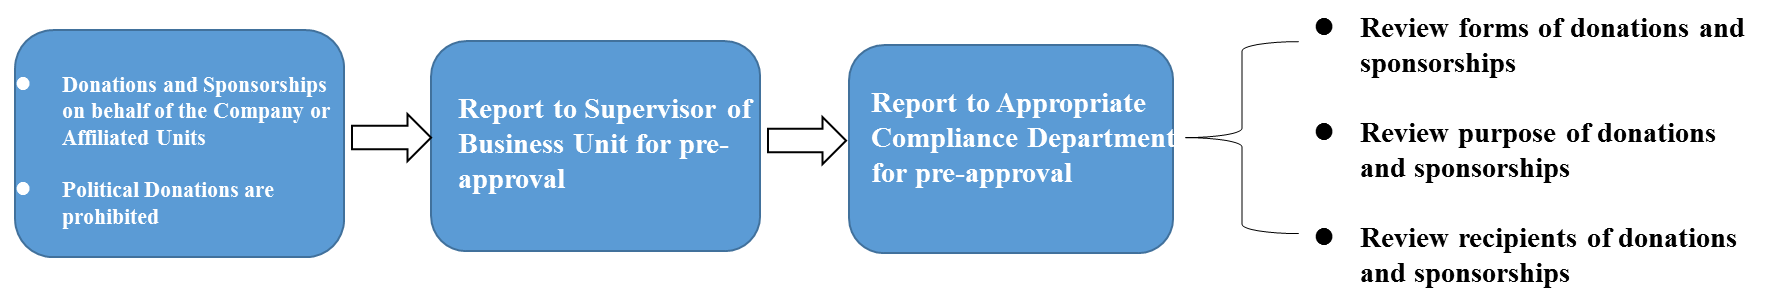 Donations and Sponsorships
on behalf of the Company or
Affiliated Units
Political Donations are
prohibited
Report to Supervisor of
Business Unit for pre-
approval
Report to Appropriate
Compliance Department
for pre-approval
Review forms of donations and
sponsorships
Review purpose of donations
and sponsorships
Review recipients of donations
and sponsorships